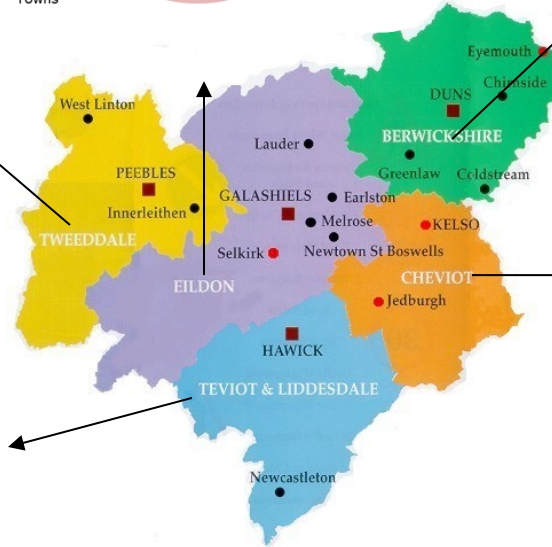 Towns
Eyemouth
West Linton
Chirnside
DUNS
BERWICKSHIRE
Lauder
PEEBLES
Greenlaw
Coldstream
GALASHIELS
Earlston
Innerleithen
Melrose
KELSO
TWEEDDALE
Newtown St Boswells
Selkirk
CHEVIOT
EILDON
Jedburgh
HAWICK
TEVIOT & LIDDESDALE
Newcastleton